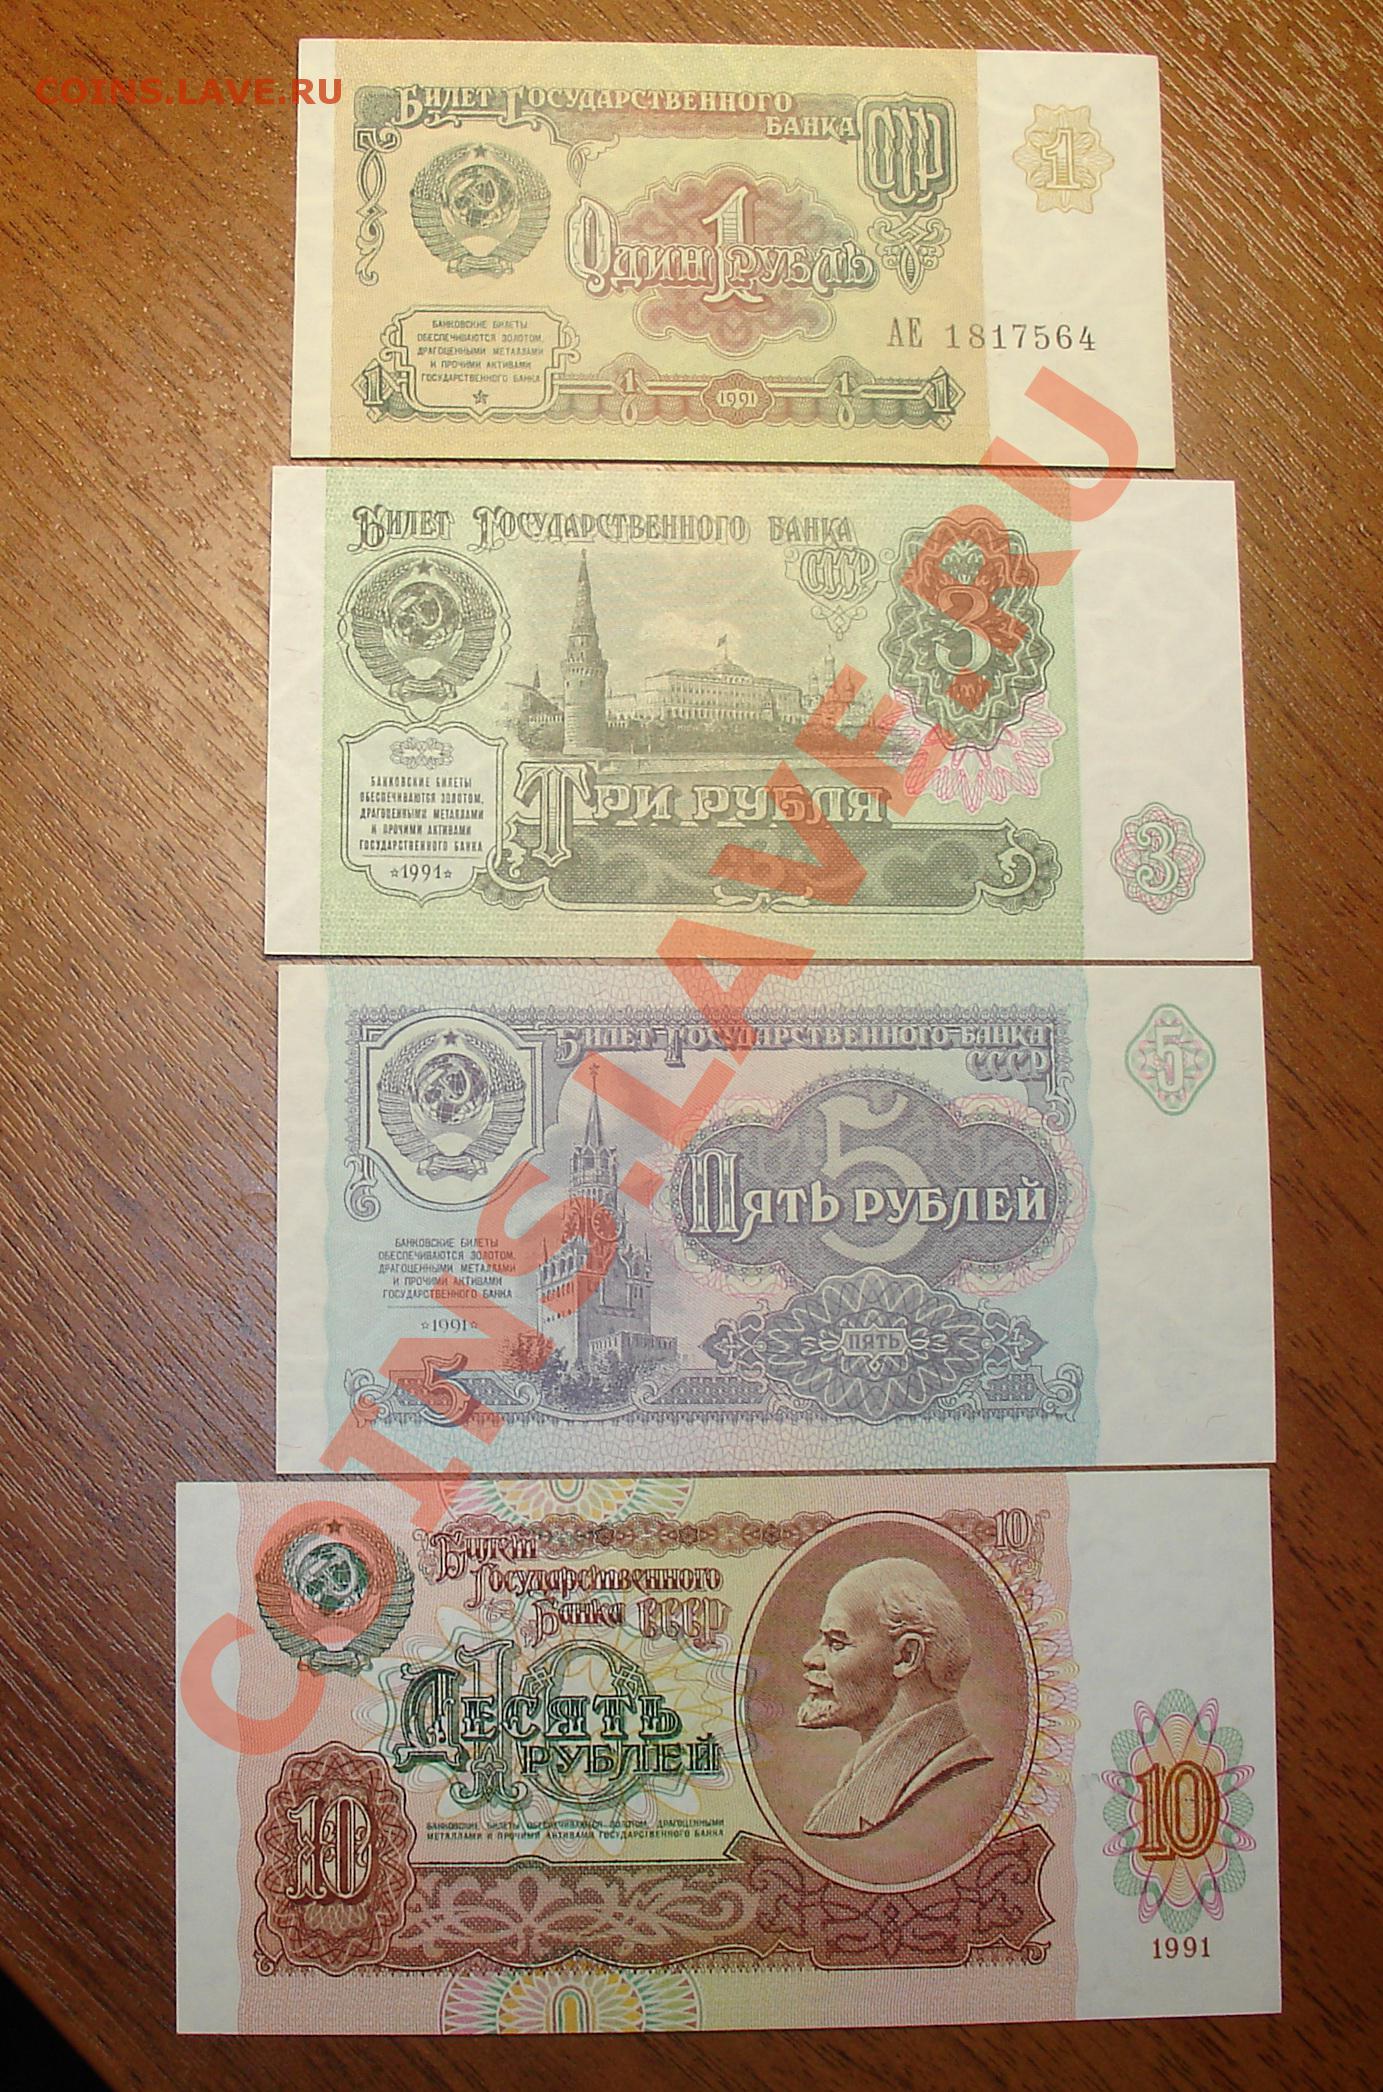 COINS.LAVE.RU
Билет Государственного
Банка СССР
1
1
Один рубль
АЕ 1817564
БАНКОВСКИЕ БИЛЕТЫ
ОБЕСПЕЧИВАЮТСЯ ЗОЛОТОМ,
ДРАГОЦЕННЫМИ МЕТАЛЛАМИ
И ПРОЧИМИ АКТИВАМИ
ГОСУДАРСТВЕННОГО БАНКА
1 1 1991 1 1
Билет Государственного Банка
СССР
3
Три рубля
БАНКОВСКИЕ БИЛЕТЫ
ОБЕСПЕЧИВАЮТСЯ ЗОЛОТОМ,
ДРАГОЦЕННЫМИ МЕТАЛЛАМИ
И ПРОЧИМИ АКТИВАМИ
ГОСУДАРСТВЕННОГО БАНКА
☆1991☆
3
Билет Государственного Банка
СССР
5
5
Пять рублей
БАНКОВСКИЕ БИЛЕТЫ
ОБЕСПЕЧИВАЮТСЯ ЗОЛОТОМ,
ДРАГОЦЕННЫМИ МЕТАЛЛАМИ
И ПРОЧИМИ АКТИВАМИ
ГОСУДАРСТВЕННОГО БАНКА
☆1991☆
ПЯТЬ
5
Билет
Государственного
Банка СССР
10
10
Десять
рублей
БАНКОВСКИЕ БИЛЕТЫ ОБЕСПЕЧИВАЮТСЯ ЗОЛОТОМ, ДРАГОЦЕННЫМИ
МЕТАЛЛАМИ И ПРОЧИМИ АКТИВАМИ ГОСУДАРСТВЕННОГО БАНКА
10
10
1991
COINS.LAVE.RU